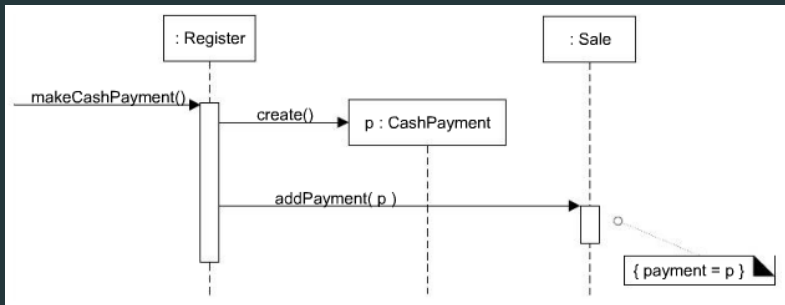 : Register
: Sale
makeCashPayment()
create()
p : CashPayment
addPayment( p )
{ payment = p }